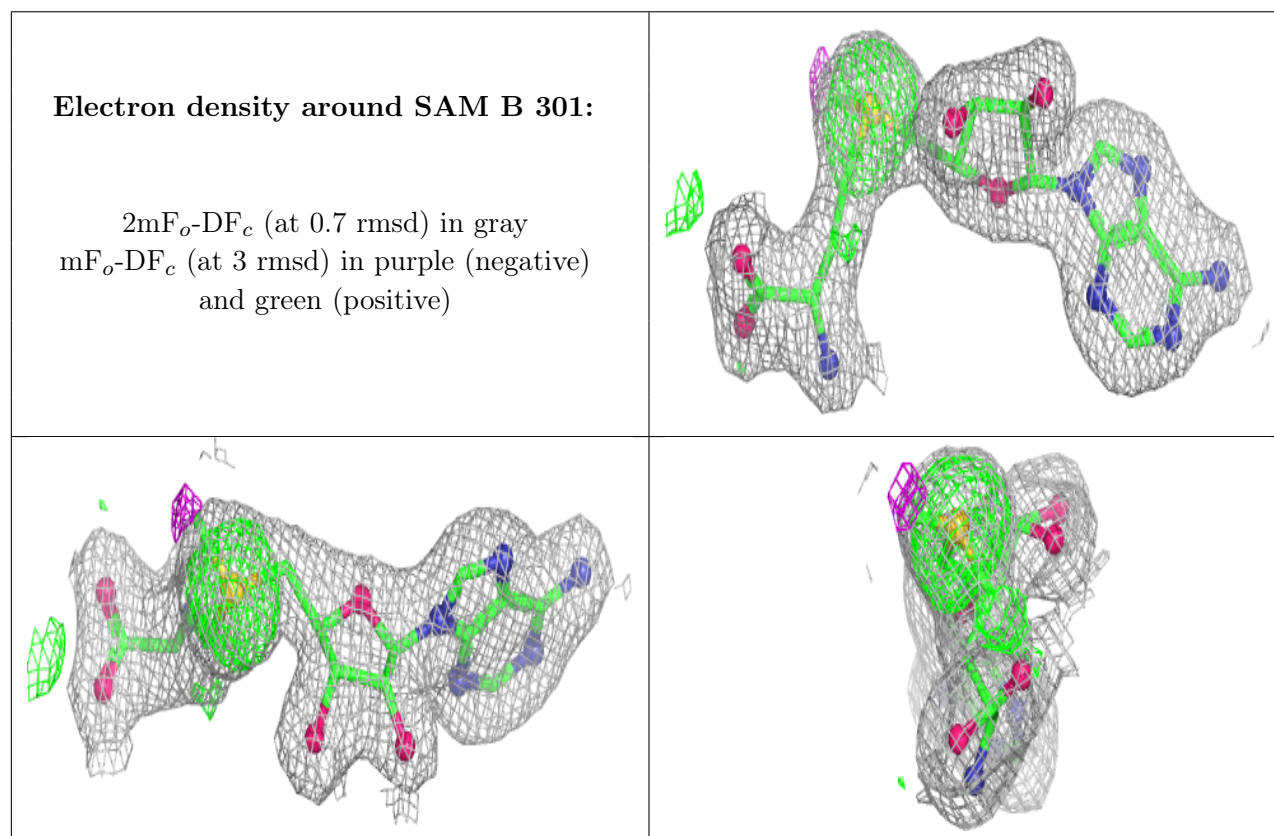 Electron density around SAM B 301:
2mFo-DFc (at 0.7 rmsd) in gray
mFo-DFc (at 3 rmsd) in purple (negative)
and green (positive)